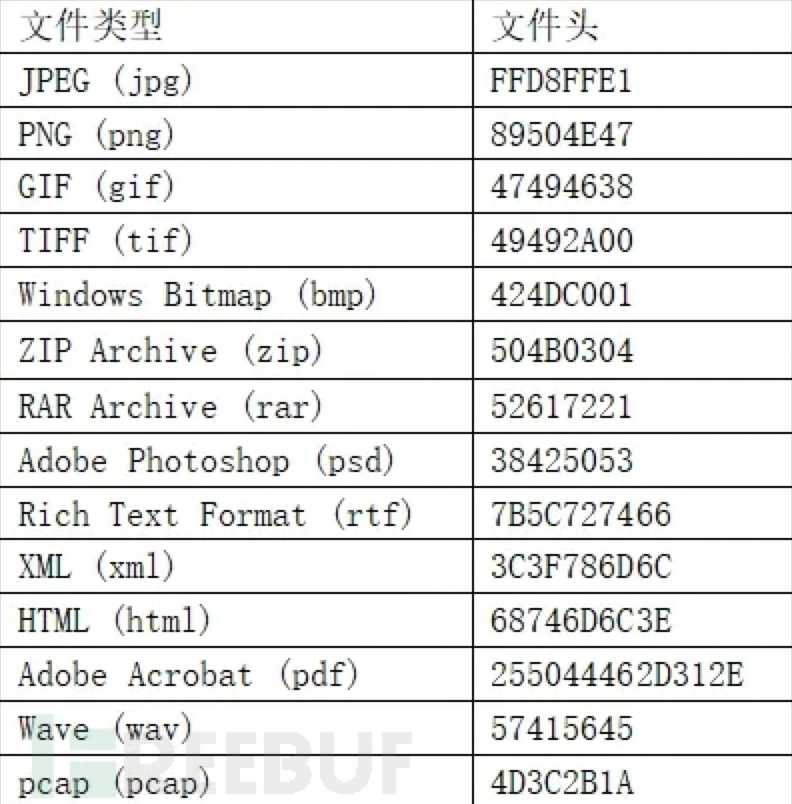 文件类型 文件头
JPEG (jpg) FFD8FFE1
PNG (png) 89504E47
GIF (gif) 47494638
TIFF (tif) 49492A00
Windows Bitmap (bmp) 424DC001
ZIP Archive (zip) 504B0304
RAR Archive (rar) 52617221
Adobe Photoshop (psd) 38425053
Rich Text Format (rtf) 7B5C727466
XML (xml) 3C3F786D6C
HTML (html) 68746D6C3E
Adobe Acrobat (pdf) 255044462D312E
Wave (wav) 57415645
pcap (pcap) 4D3C2B1A
FREEBUF